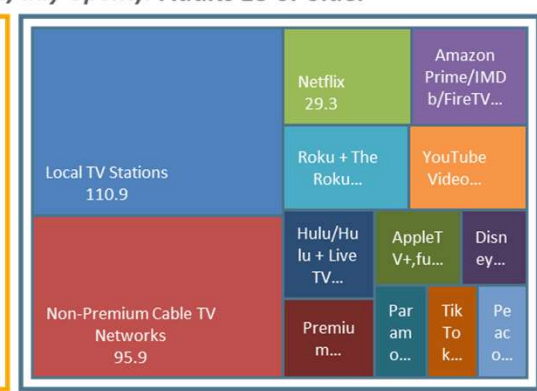 Adults 18 or older
Local TV Stations
110.9
Non-Premium Cable TV
Networks
95.9
Netflix
29.3
Amazon
Prime/IMD
b/FireTV...
Roku + The
Roku...
YouTube
Video...
Hulu/Hu
lu + Live
TV...
AppleT
V+,fu...
Disn
ey...
Premiu
m...
Par
am
o...
Tik
To
k...
Pe
ac
o...